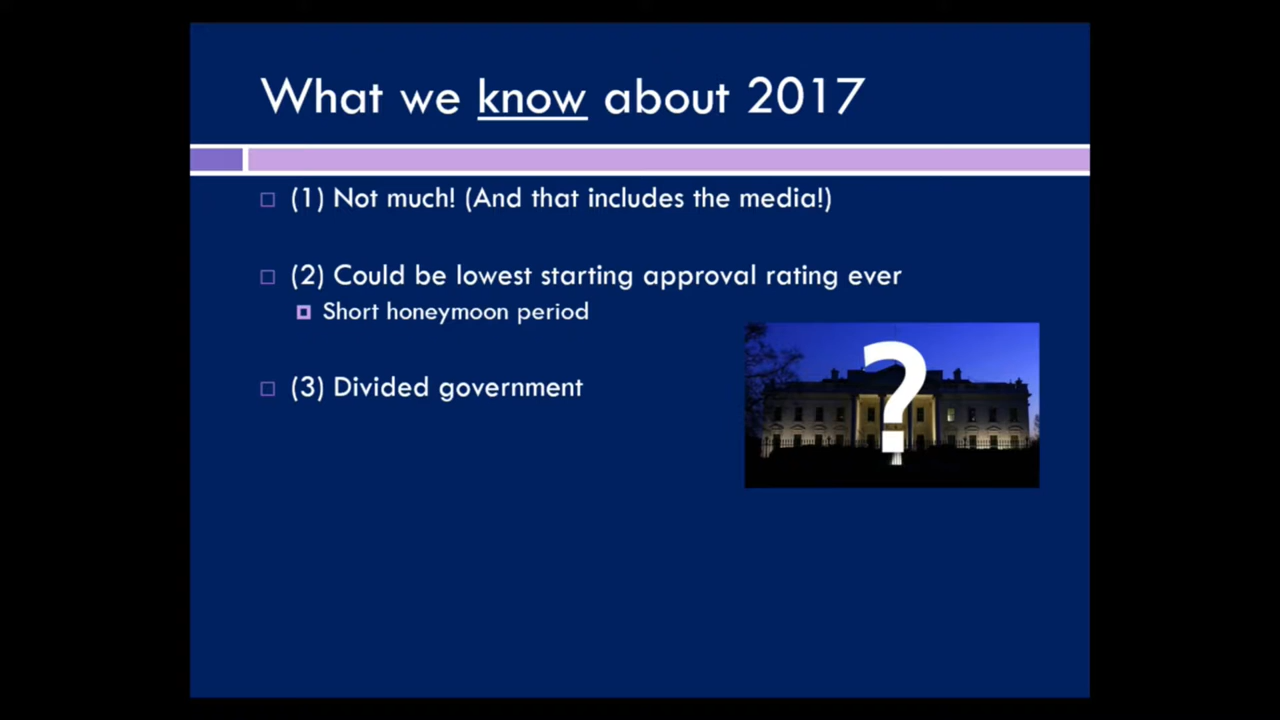 What we know about 2017
(1) Not much! (And that includes the media!)
(2) Could be lowest starting approval rating ever
Short honeymoon period
(3) Divided government
?